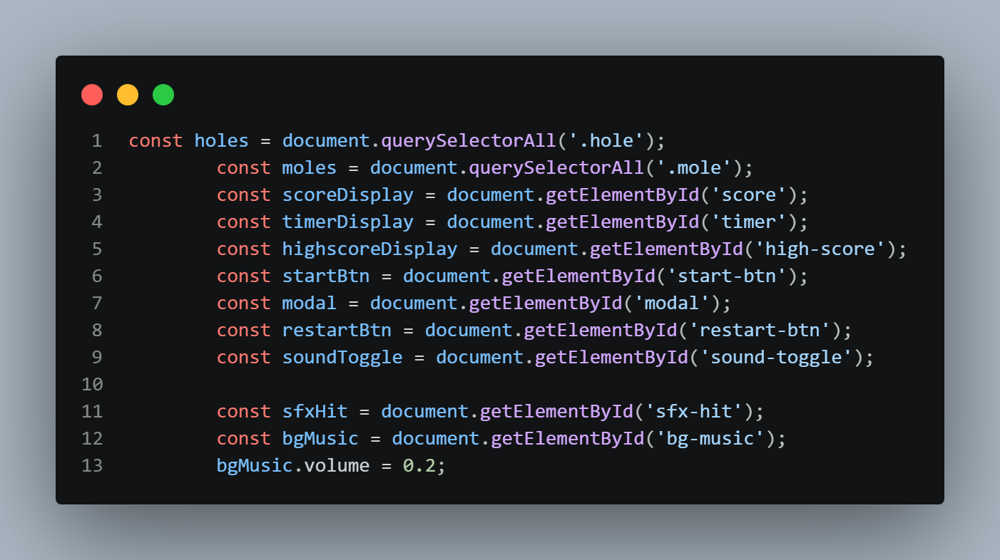 1 const holes = document.querySelectorAll('.hole');
2         const moles = document.querySelectorAll('.mole');
3         const scoreDisplay = document.getElementById('score');
4         const timerDisplay = document.getElementById('timer');
5         const highscoreDisplay = document.getElementById('high-score');
6         const startBtn = document.getElementById('start-btn');
7         const modal = document.getElementById('modal');
8         const restartBtn = document.getElementById('restart-btn');
9         const soundToggle = document.getElementById('sound-toggle');
10
11         const sfxHit = document.getElementById('sfx-hit');
12         const bgMusic = document.getElementById('bg-music');
13         bgMusic.volume = 0.2;